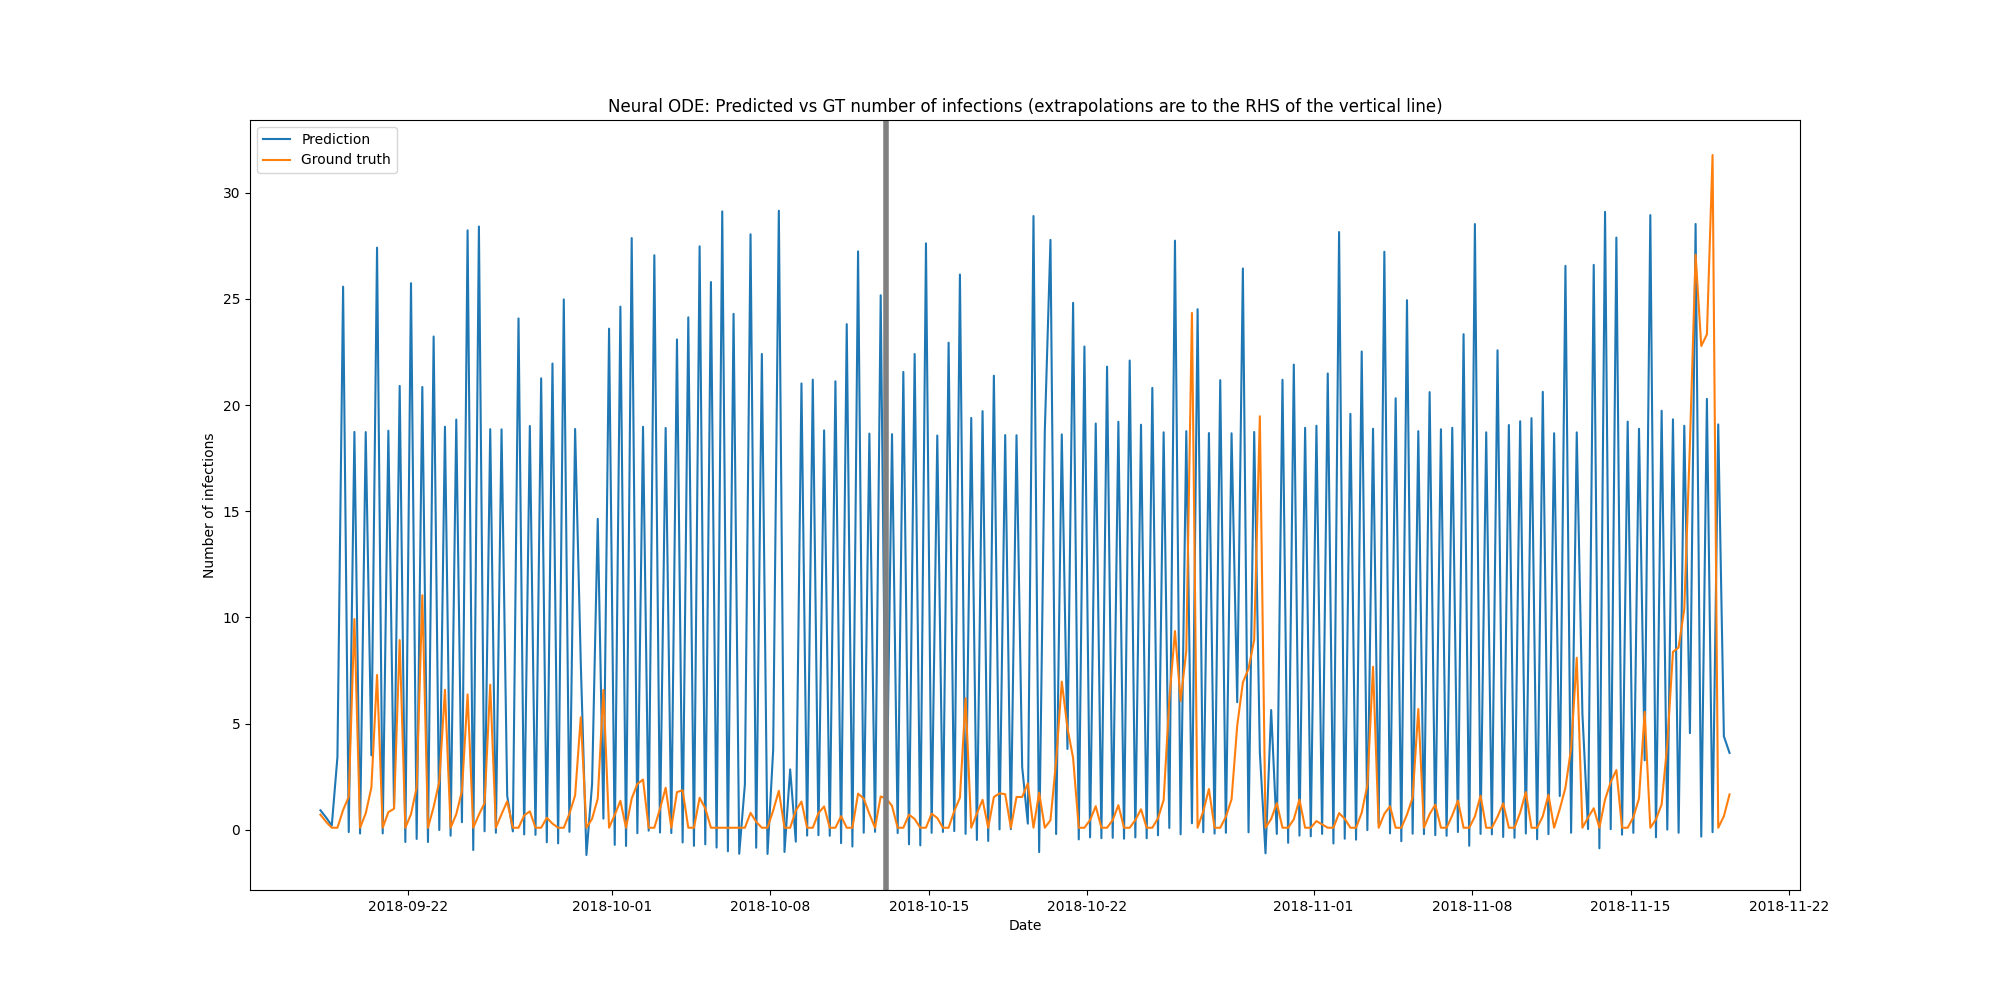 Neural ODE: Predicted vs GT number of infections (extrapolations are to the RHS of the vertical line)
Prediction
Ground truth
Number of infections
30
25
20
15
10
5
0
2018-09-22 2018-10-01 2018-10-08 2018-10-15 2018-10-22 2018-11-01 2018-11-08 2018-11-15 2018-11-22
Date